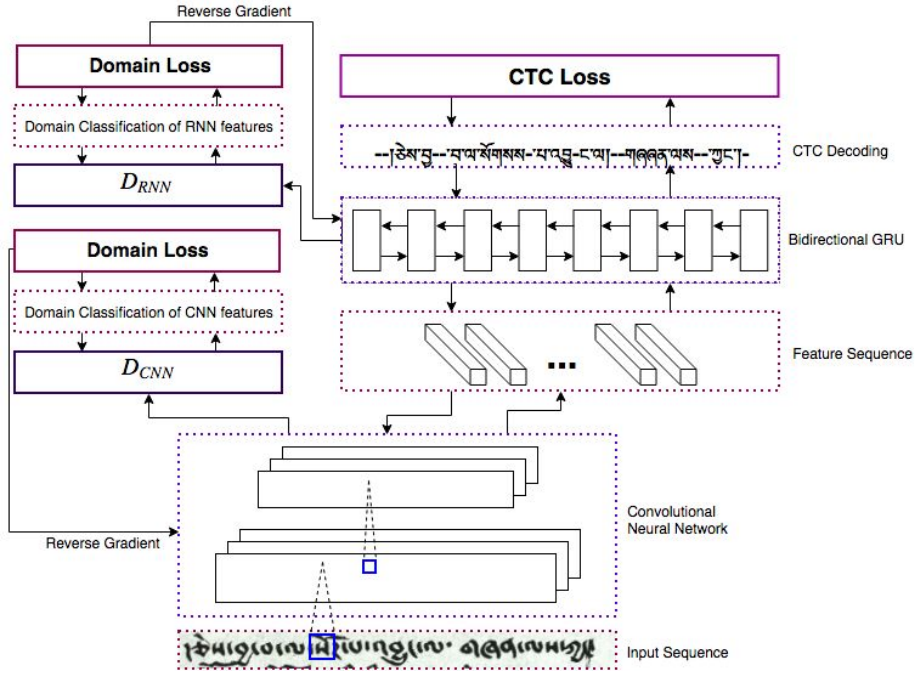 Reverse Gradient
Domain Loss
Domain Classification of RNN features
D_RNN
Domain Loss
Domain Classification of CNN features
D_CNN
Reverse Gradient
CTC Loss
CTC Decoding
Bidirectional GRU
Feature Sequence
...
Convolutional
Neural Network
Input Sequence